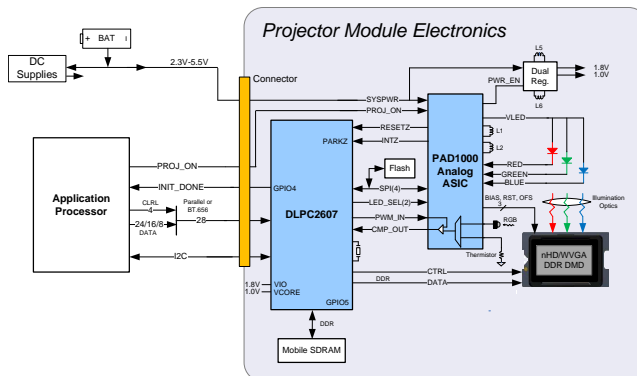 Projector Module Electronics
+ BAT I
DC
Supplies
2.3V-5.5V
Connector
L5
Dual
Reg.
1.8V
1.0V
L6
PWR_EN
SYSPWR
PROJ_ON
VLED
RESETZ
PARKZ
INTZ
L1
L2
PAD1000
Analog
ASIC
RED
GREEN
BLUE
PROJ_ON
INIT_DONE
GPIO4
Flash
SPI(4)
LED_SEL(2)
Application
Processor
CLRL
4
Parallel or
BT.656
28
24/16/8
DATA
DLPC2607
PWM_IN
CMP_OUT
BIAS, RST, OFS
3
Illumination
Optics
RGB
Thermistor
I2C
nHD/WVGA
DDR DMD
CTRL
DDR
DATA
1.8V
1.0V
VIO
VCORE
GPIO5
DDR
Mobile SDRAM